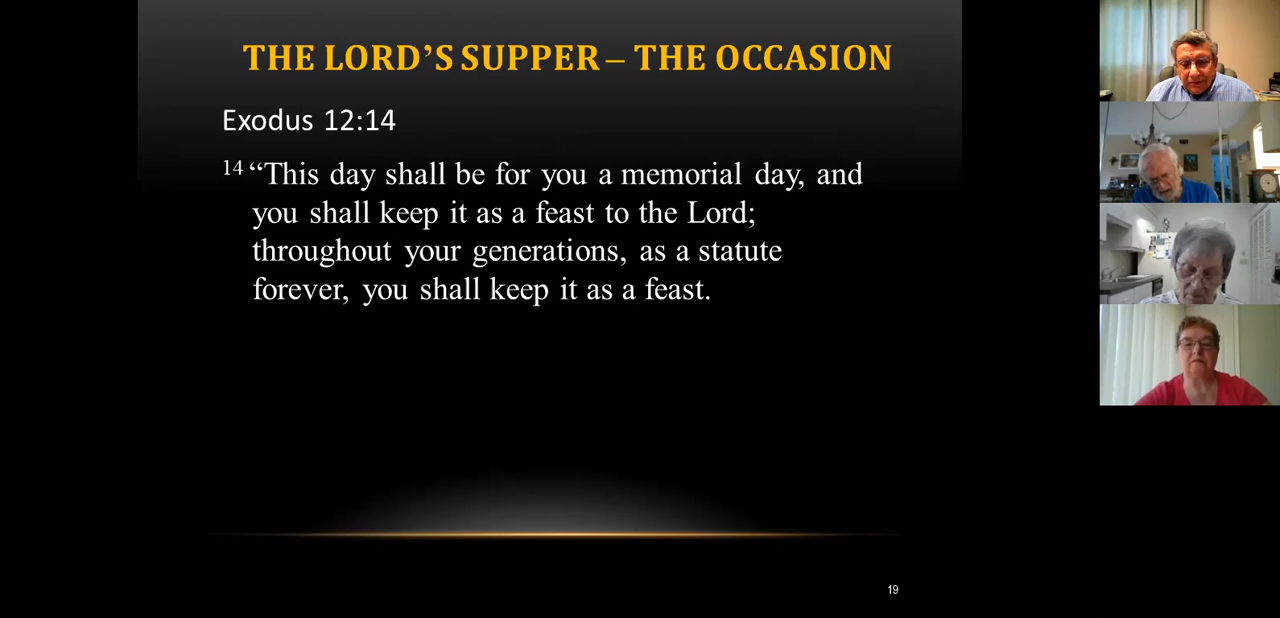 THE LORD’S SUPPER – THE OCCASION
Exodus 12:14
14 “This day shall be for you a memorial day, and
you shall keep it as a feast to the Lord;
throughout your generations, as a statute
forever, you shall keep it as a feast.
19